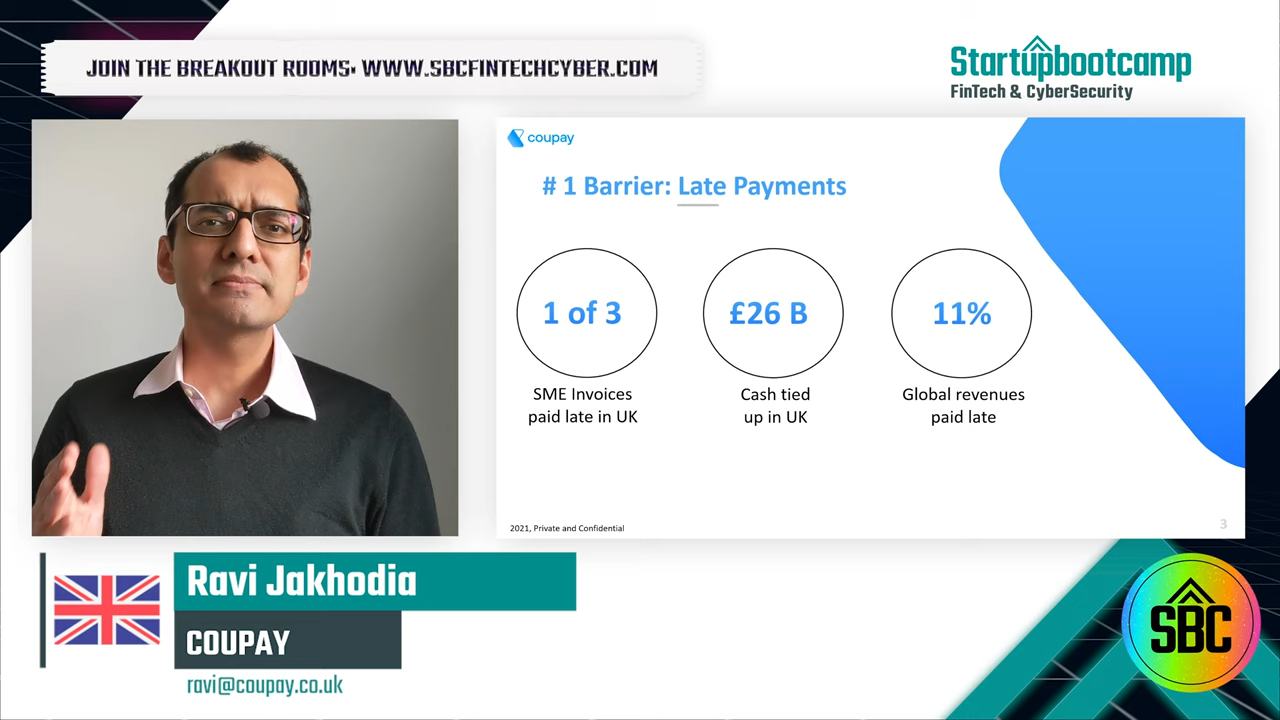 JOIN THE BREAKOUT ROOMS: WWW.SBCFINTECHCYBER.COM
Startupbootcamp
FinTech & CyberSecurity
coupay
# 1 Barrier: Late Payments
1 of 3
£26 B
11%
SME Invoices
paid late in UK
Cash tied
up in UK
Global revenues
paid late
2021, Private and Confidential
3
Ravi Jakhodia
COUPAY
ravi@coupay.co.uk
SBC